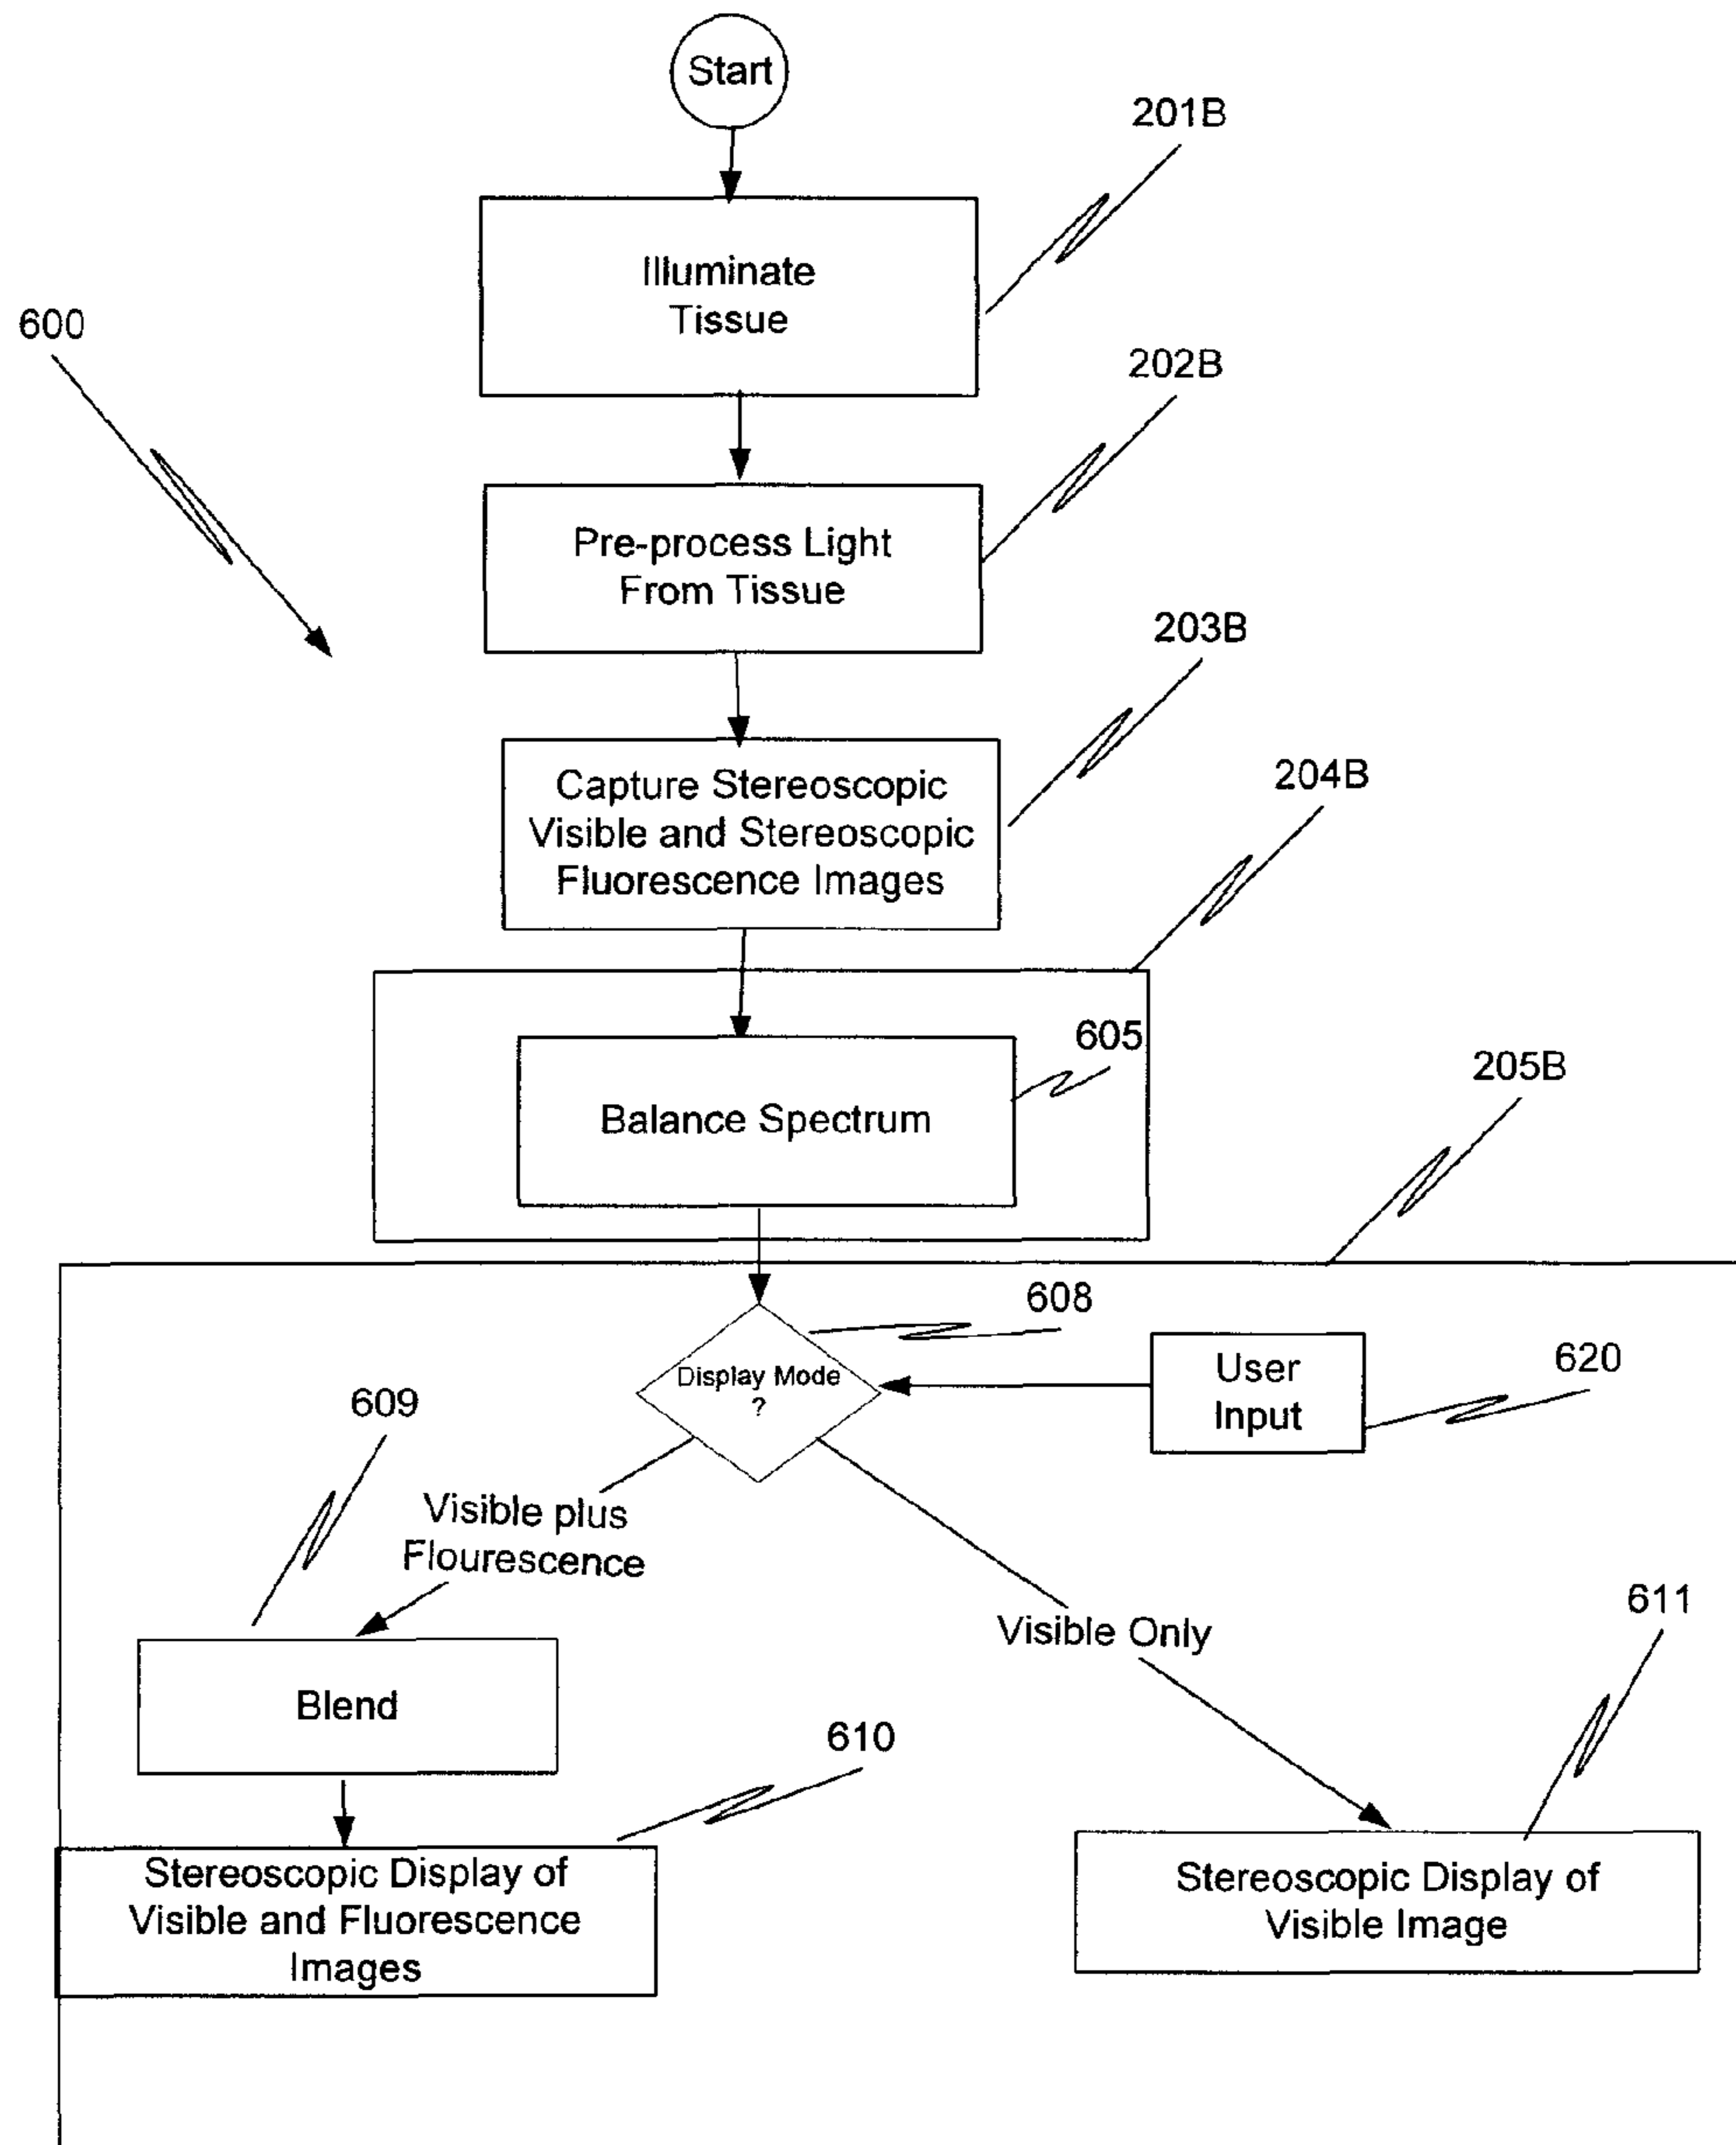 Start
201B
Illuminate
Tissue
600
202B
Pre-process Light
From Tissue
203B
Capture Stereoscopic
Visible and Stereoscopic
Fluorescence Images
204B
605
Balance Spectrum
205B
608
Display Mode
?
User
Input
620
609
Visible plus
Flourescence
Visible Only
611
Blend
610
Stereoscopic Display of
Visible and Fluorescence
Images
Stereoscopic Display of
Visible Image